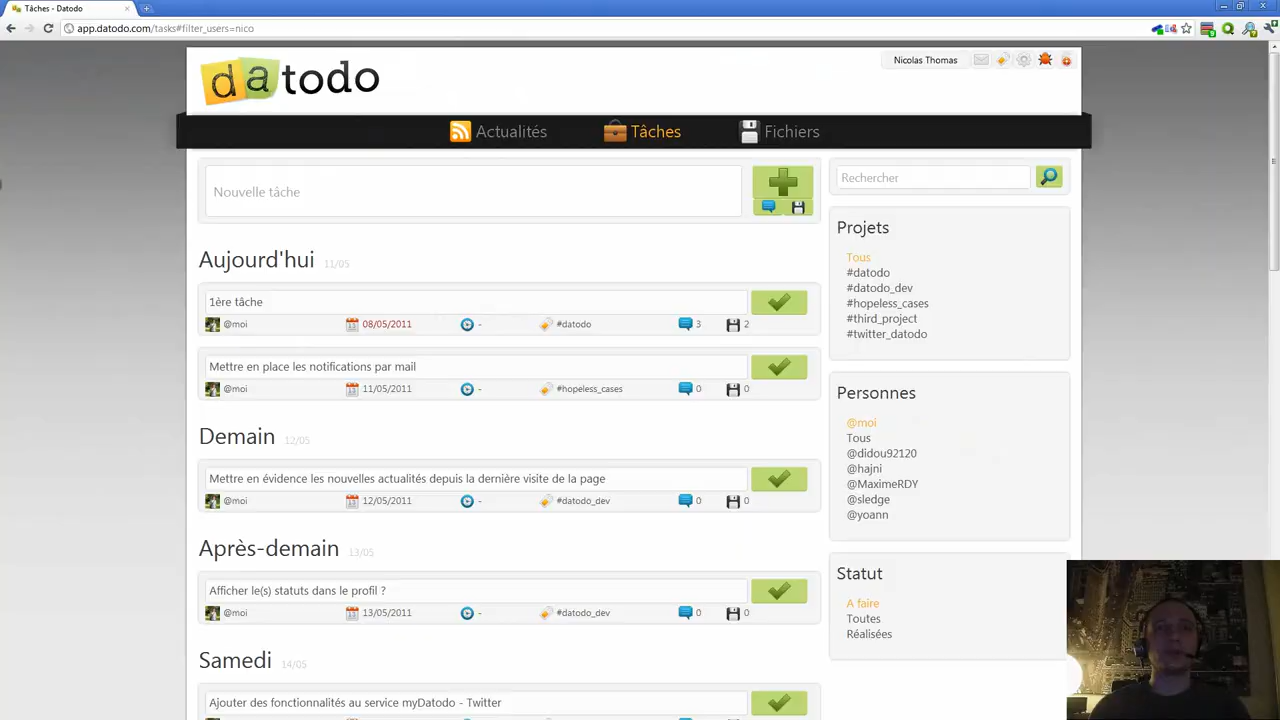 Tâches - Datodo
app.datodo.com/tasks#filter_users=nico
datodo
Nicolas Thomas
Actualités Tâches Fichiers
Nouvelle tâche
Aujourd'hui 11/05
1ère tâche
@moi 08/05/2011 - #datodo 3 2
Mettre en place les notifications par mail
@moi 11/05/2011 - #hopeless_cases 0 0
Demain 12/05
Mettre en évidence les nouvelles actualités depuis la dernière visite de la page
@moi 12/05/2011 - #datodo_dev 0 0
Après-demain 13/05
Afficher le(s) statuts dans le profil ?
@moi 13/05/2011 - #datodo_dev 0 0
Samedi 14/05
Ajouter des fonctionnalités au service myDatodo - Twitter
Rechercher
Projets
Tous
#datodo
#datodo_dev
#hopeless_cases
#third_project
#twitter_datodo
Personnes
@moi
Tous
@didou92120
@hajni
@MaximeRDY
@sledge
@yoann
Statut
A faire
Toutes
Réalisées